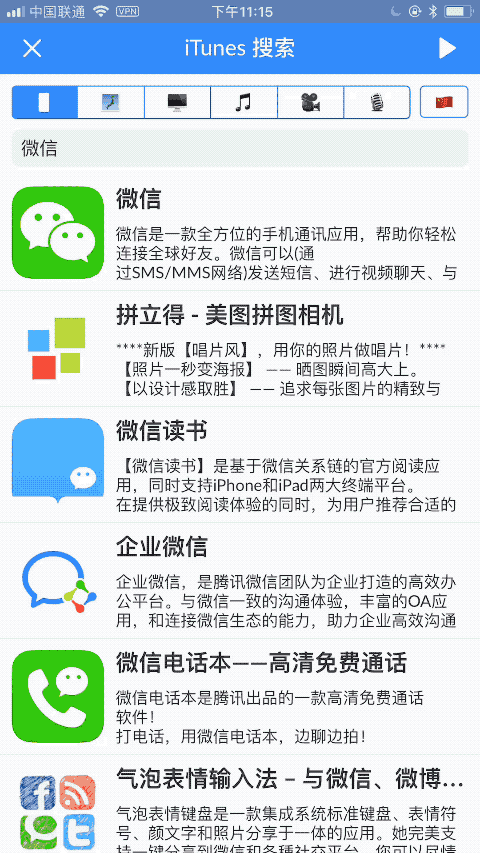 中国联通 VPN 下午11:15
iTunes 搜索
微信
微信
微信是一款全方位的手机通讯应用，帮助你轻松
连接全球好友。微信可以(通
过SMS/MMS网络)发送短信、进行视频聊天、与
拼立得 - 美图拼图相机
****新版【唱片风】，用你的照片做唱片！****
【照片一秒变海报】 —— 晒图瞬间高大上。
【以设计感取胜】 —— 追求每张图片的精致与
微信读书
【微信读书】是基于微信关系链的官方阅读应
用，同时支持iPhone和iPad两大终端平台。
在提供极致阅读体验的同时，为用户推荐合适的
企业微信
企业微信，是腾讯微信团队为企业打造的高效办
公平台。与微信一致的沟通体验，丰富的OA应
用，和连接微信生态的能力，助力企业高效沟通
微信电话本——高清免费通话
微信电话本是腾讯出品的一款高清免费通话
软件！
打电话，用微信电话本，边聊边拍！
气泡表情输入法 – 与微信、微博...
气泡表情键盘是一款集成系统标准键盘、表情符
号、颜文字和照片分享于一体的应用。她完美支
持一键分享到微信和各種社交平台，您可以尽情